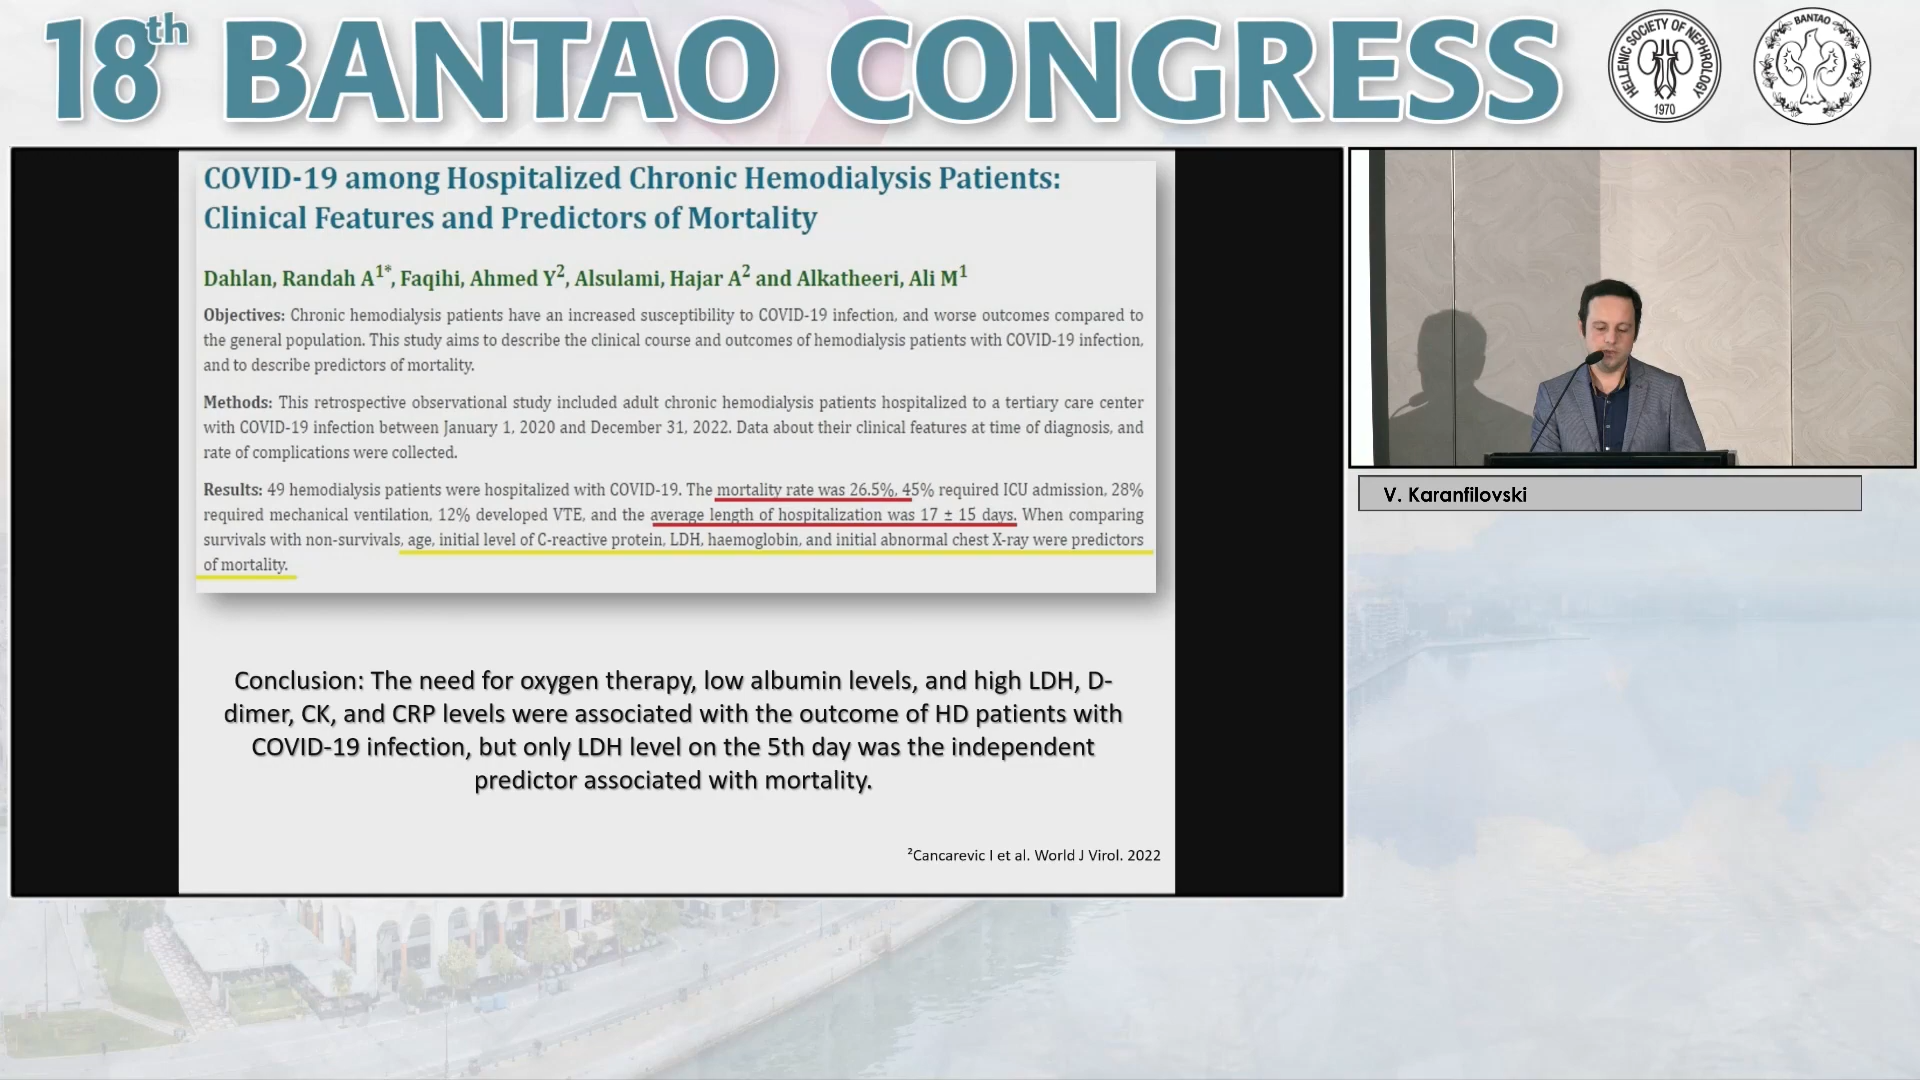 18th BANTAO CONGRESS
HELLENIC SOCIETY OF NEPHROLOGY
1970
BANTAO
COVID-19 among Hospitalized Chronic Hemodialysis Patients:
Clinical Features and Predictors of Mortality
Dahlan, Randah A1*, Faqihi, Ahmed Y2, Alsulami, Hajar A2 and Alkatheeri, Ali M1
Objectives: Chronic hemodialysis patients have an increased susceptibility to COVID-19 infection, and worse outcomes compared to
the general population. This study aims to describe the clinical course and outcomes of hemodialysis patients with COVID-19 infection,
and to describe predictors of mortality.
Methods: This retrospective observational study included adult chronic hemodialysis patients hospitalized to a tertiary care center
with COVID-19 infection between January 1, 2020 and December 31, 2022. Data about their clinical features at time of diagnosis, and
rate of complications were collected.
Results: 49 hemodialysis patients were hospitalized with COVID-19. The mortality rate was 26.5%, 45% required ICU admission, 28%
required mechanical ventilation, 12% developed VTE, and the average length of hospitalization was 17 ± 15 days. When comparing
survivals with non-survivals, age, initial level of C-reactive protein, LDH, haemoglobin, and initial abnormal chest X-ray were predictors
of mortality.
Conclusion: The need for oxygen therapy, low albumin levels, and high LDH, D-
dimer, CK, and CRP levels were associated with the outcome of HD patients with
COVID-19 infection, but only LDH level on the 5th day was the independent
predictor associated with mortality.
²Cancarevic I et al. World J Virol. 2022
V. Karanfilovski